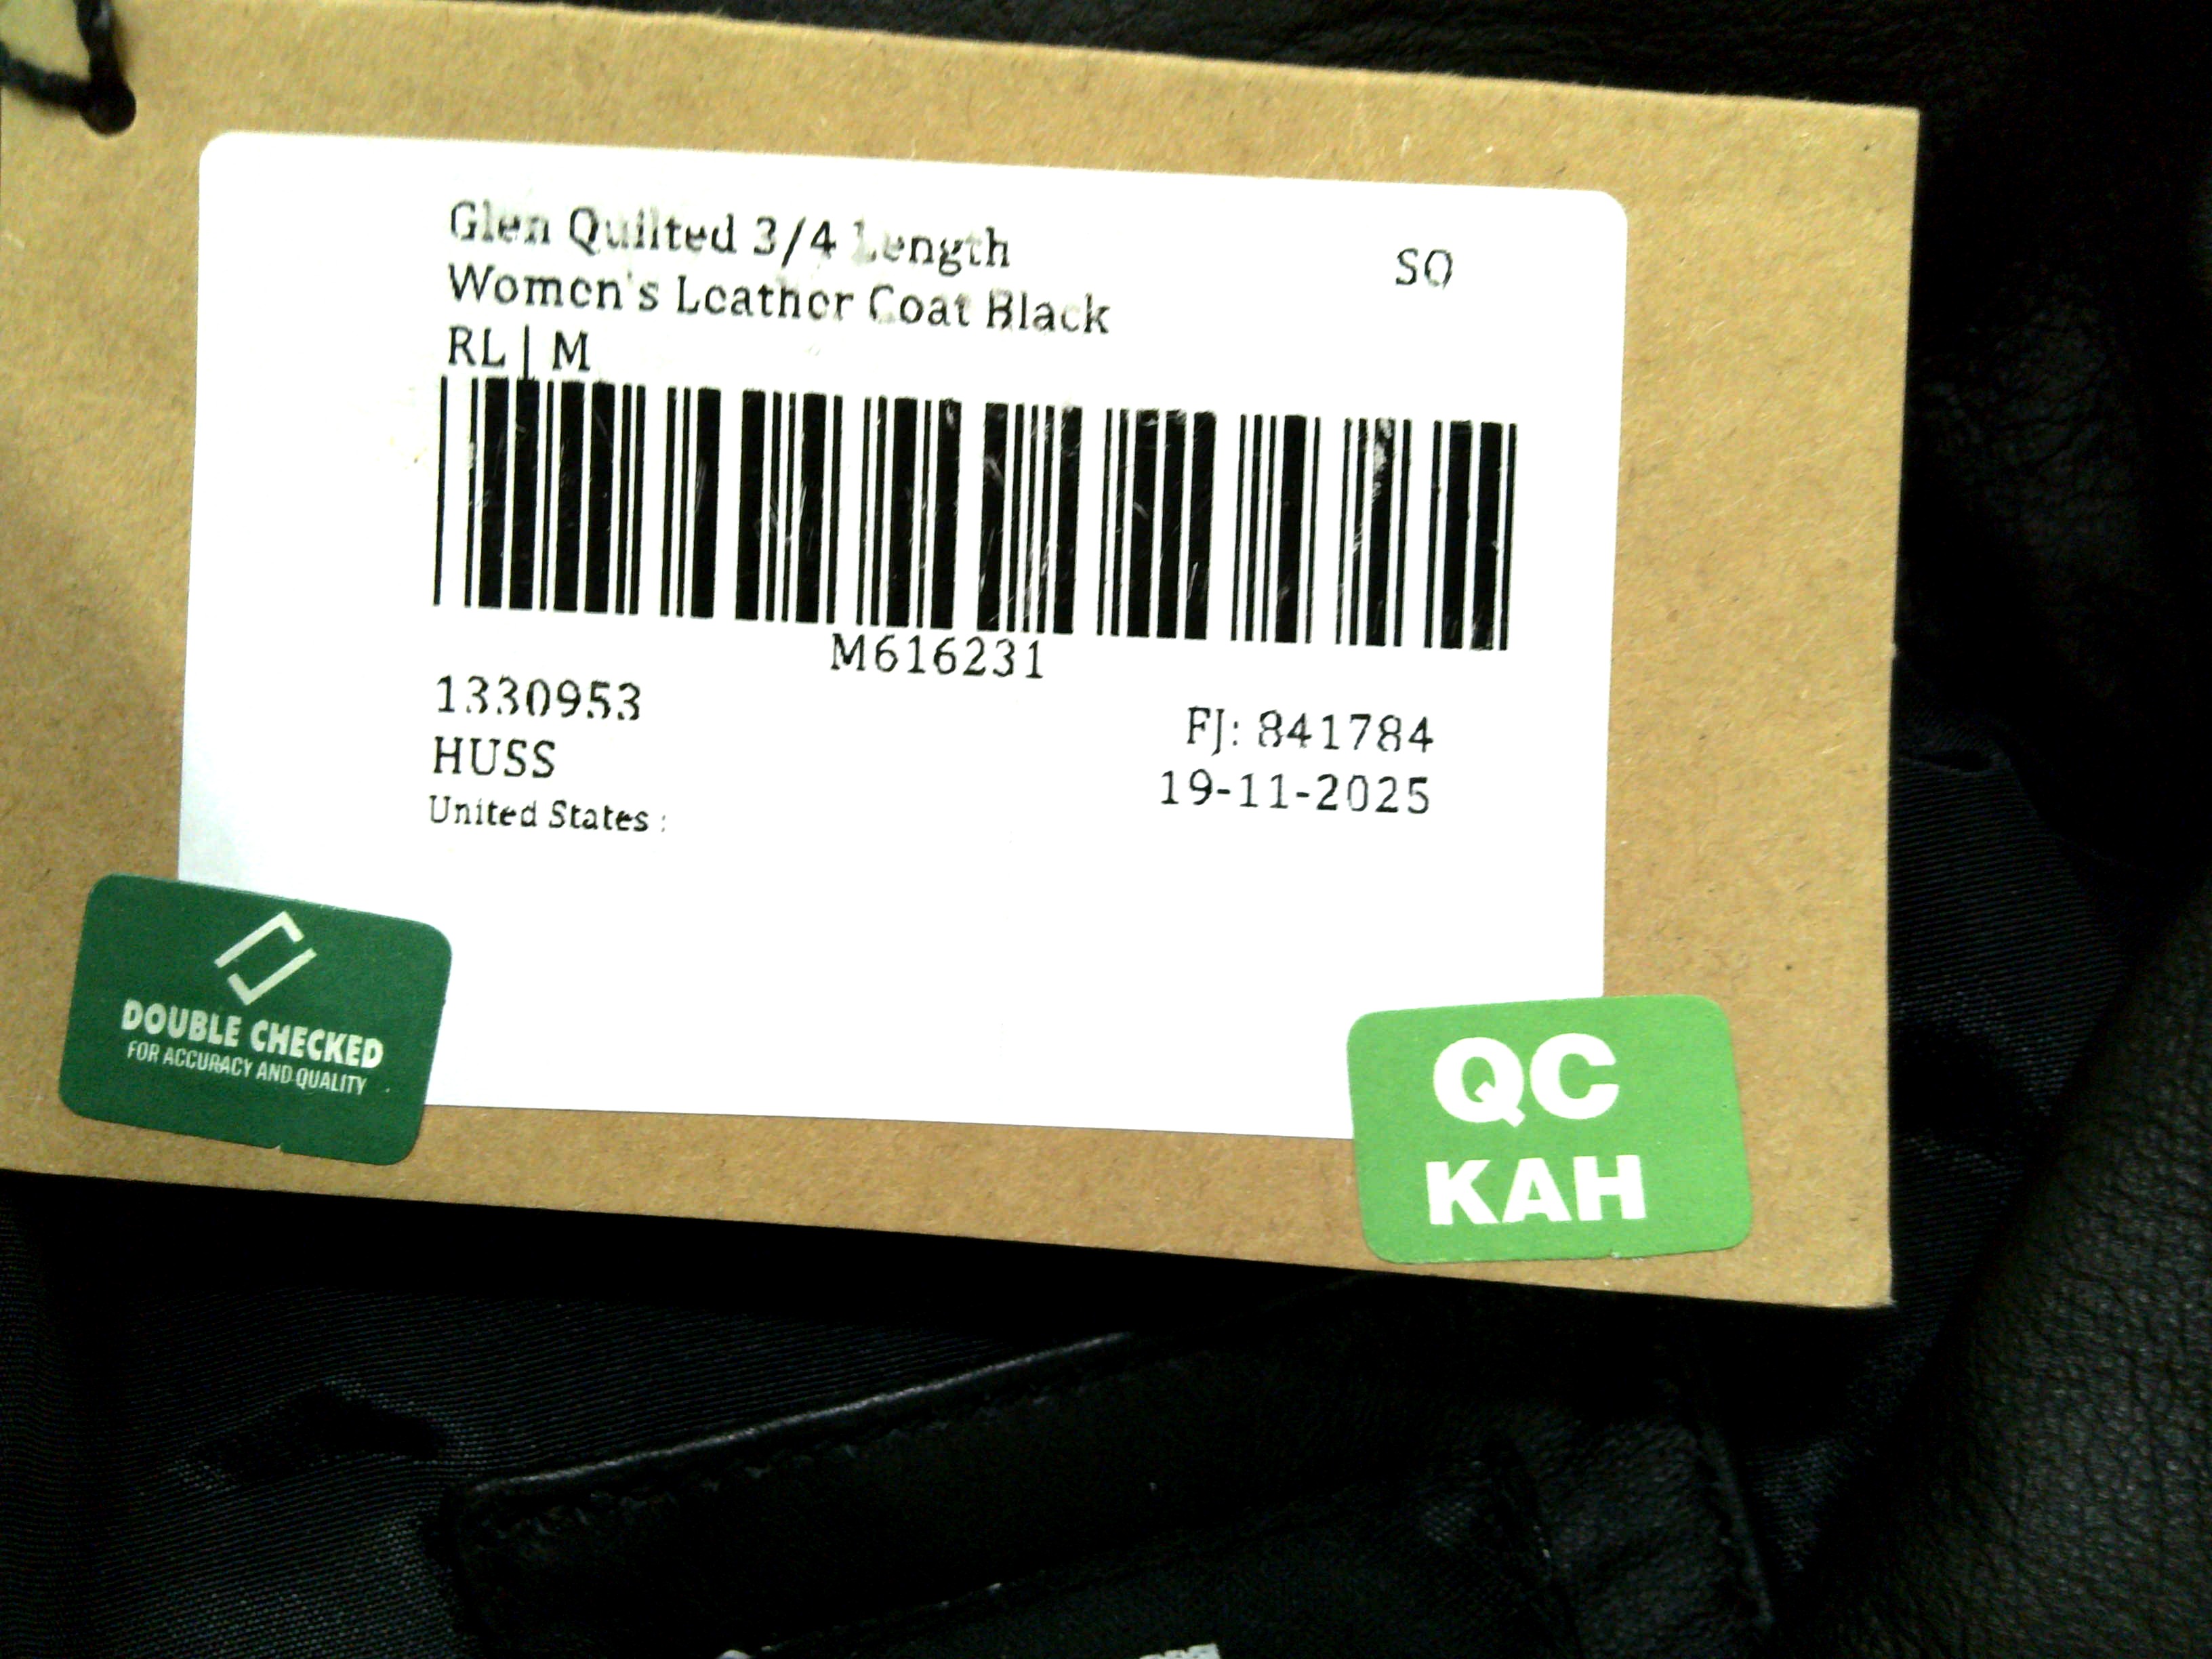 Glen Quilted 3/4 Length
Women's Leather Coat Black
RL | M
SO
M616231
1330953
HUSS
United States :
FJ: 841784
19-11-2025
DOUBLE CHECKED
FOR ACCURACY AND QUALITY
QC
KAH